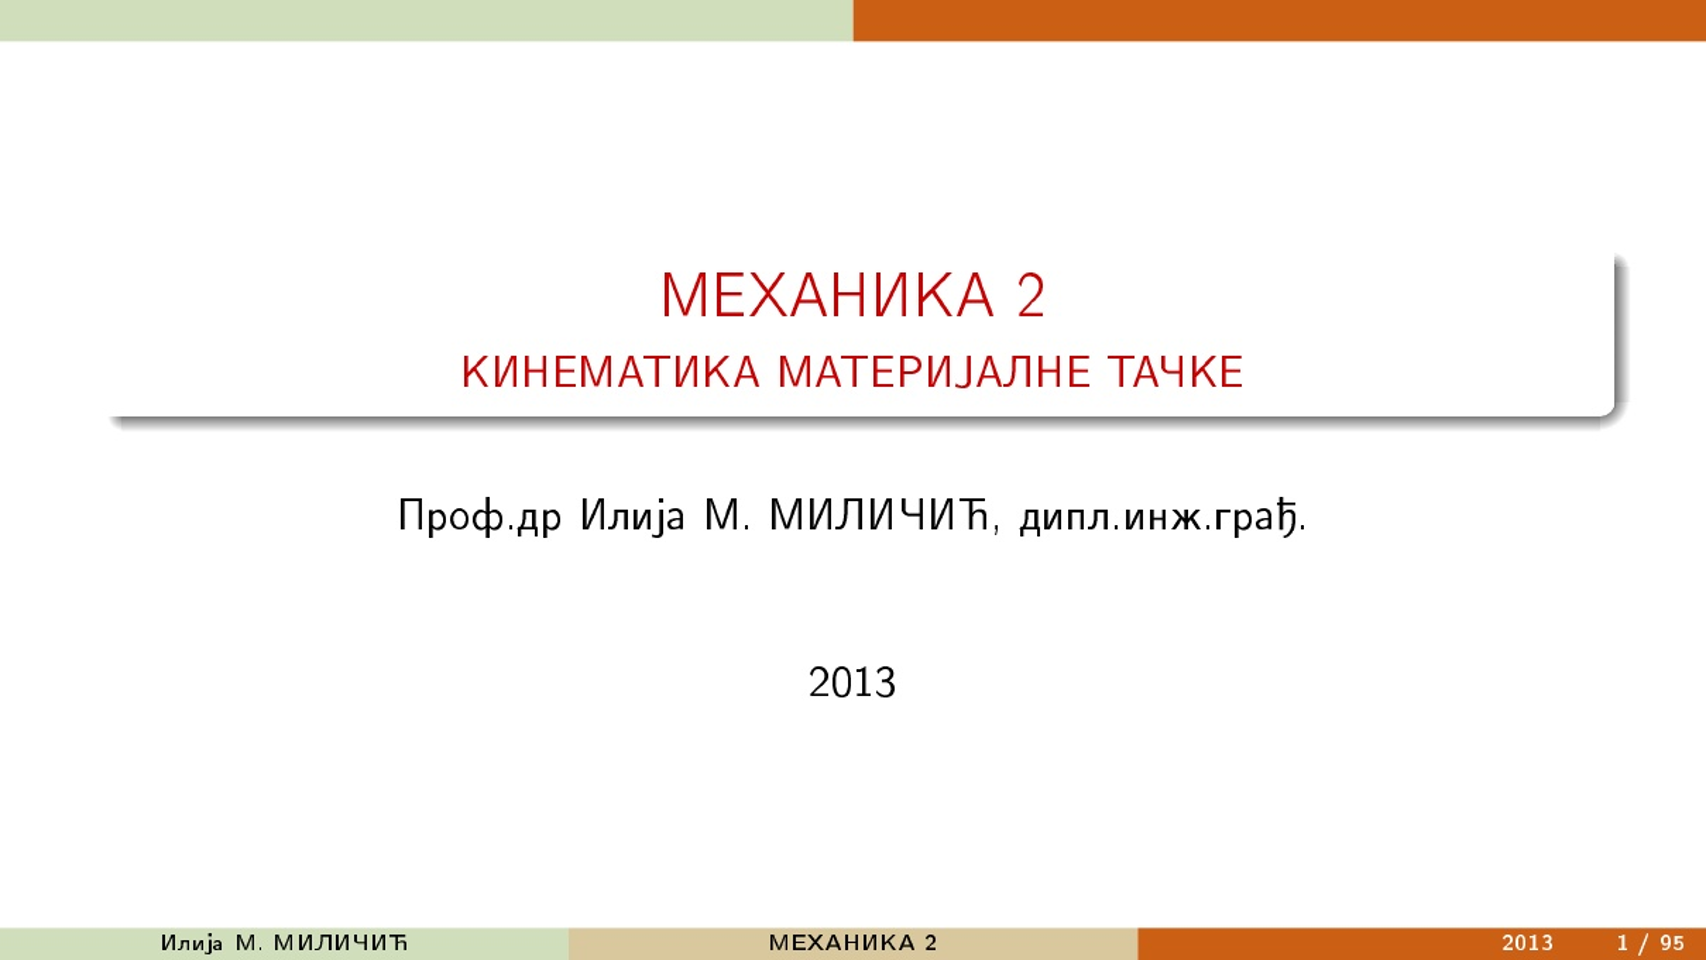 МЕХАНИКА 2
КИНЕМАТИКА МАТЕРИЈАЛНЕ ТАЧКЕ
Проф.др Илија М. МИЛИЧИЋ, дипл.инж.грађ.
2013
Илија М. МИЛИЧИЋ
МЕХАНИКА 2
2013
1 / 95